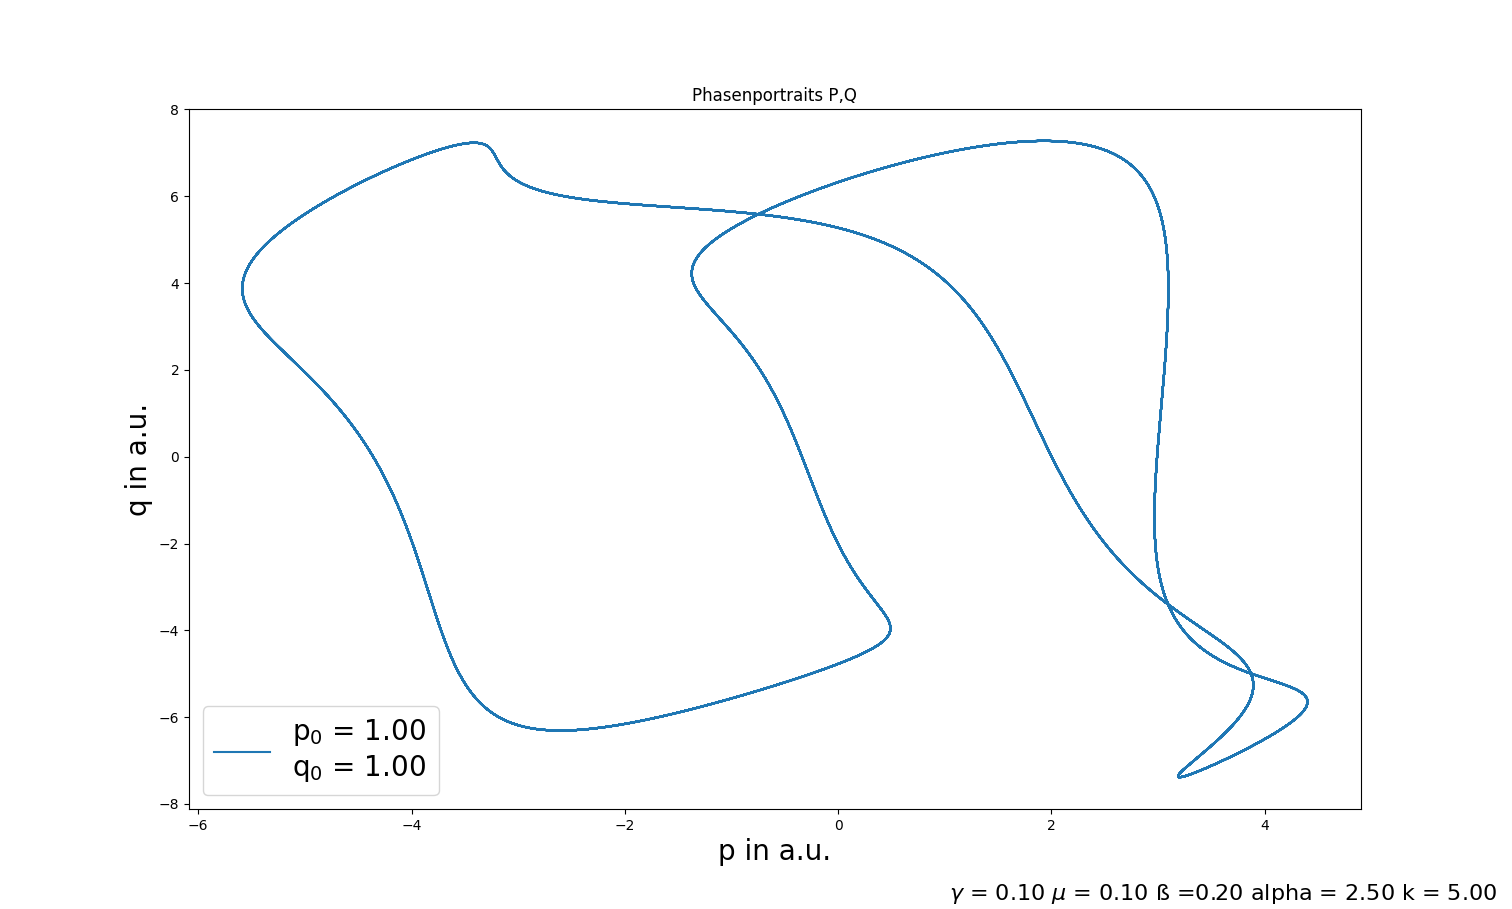 Phasenportraits P,Q
8
6
4
2
0
−2
−4
−6
−8
q in a.u.
p₀ = 1.00
q₀ = 1.00
−6 −4 −2 0 2 4
p in a.u.
γ = 0.10 μ = 0.10 ß =0.20 alpha = 2.50 k = 5.00